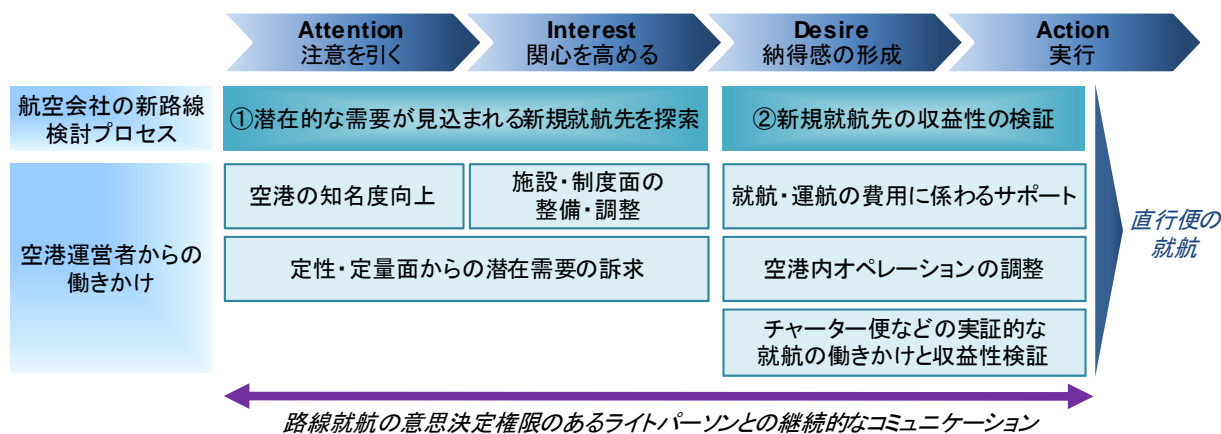 Attention
注意を引く
Interest
関心を高める
Desire
納得感の形成
Action
実行
航空会社の新路線
検討プロセス
①潜在的な需要が見込まれる新規就航先を探索
②新規就航先の収益性の検証
空港運営者からの
働きかけ
空港の知名度向上
施設・制度面の
整備・調整
就航・運航の費用に係わるサポート
定性・定量面からの潜在需要の訴求
空港内オペレーションの調整
チャーター便などの実証的な
就航の働きかけと収益性検証
直行便の
就航
路線就航の意思決定権限のあるライトパーソンとの継続的なコミュニケーション